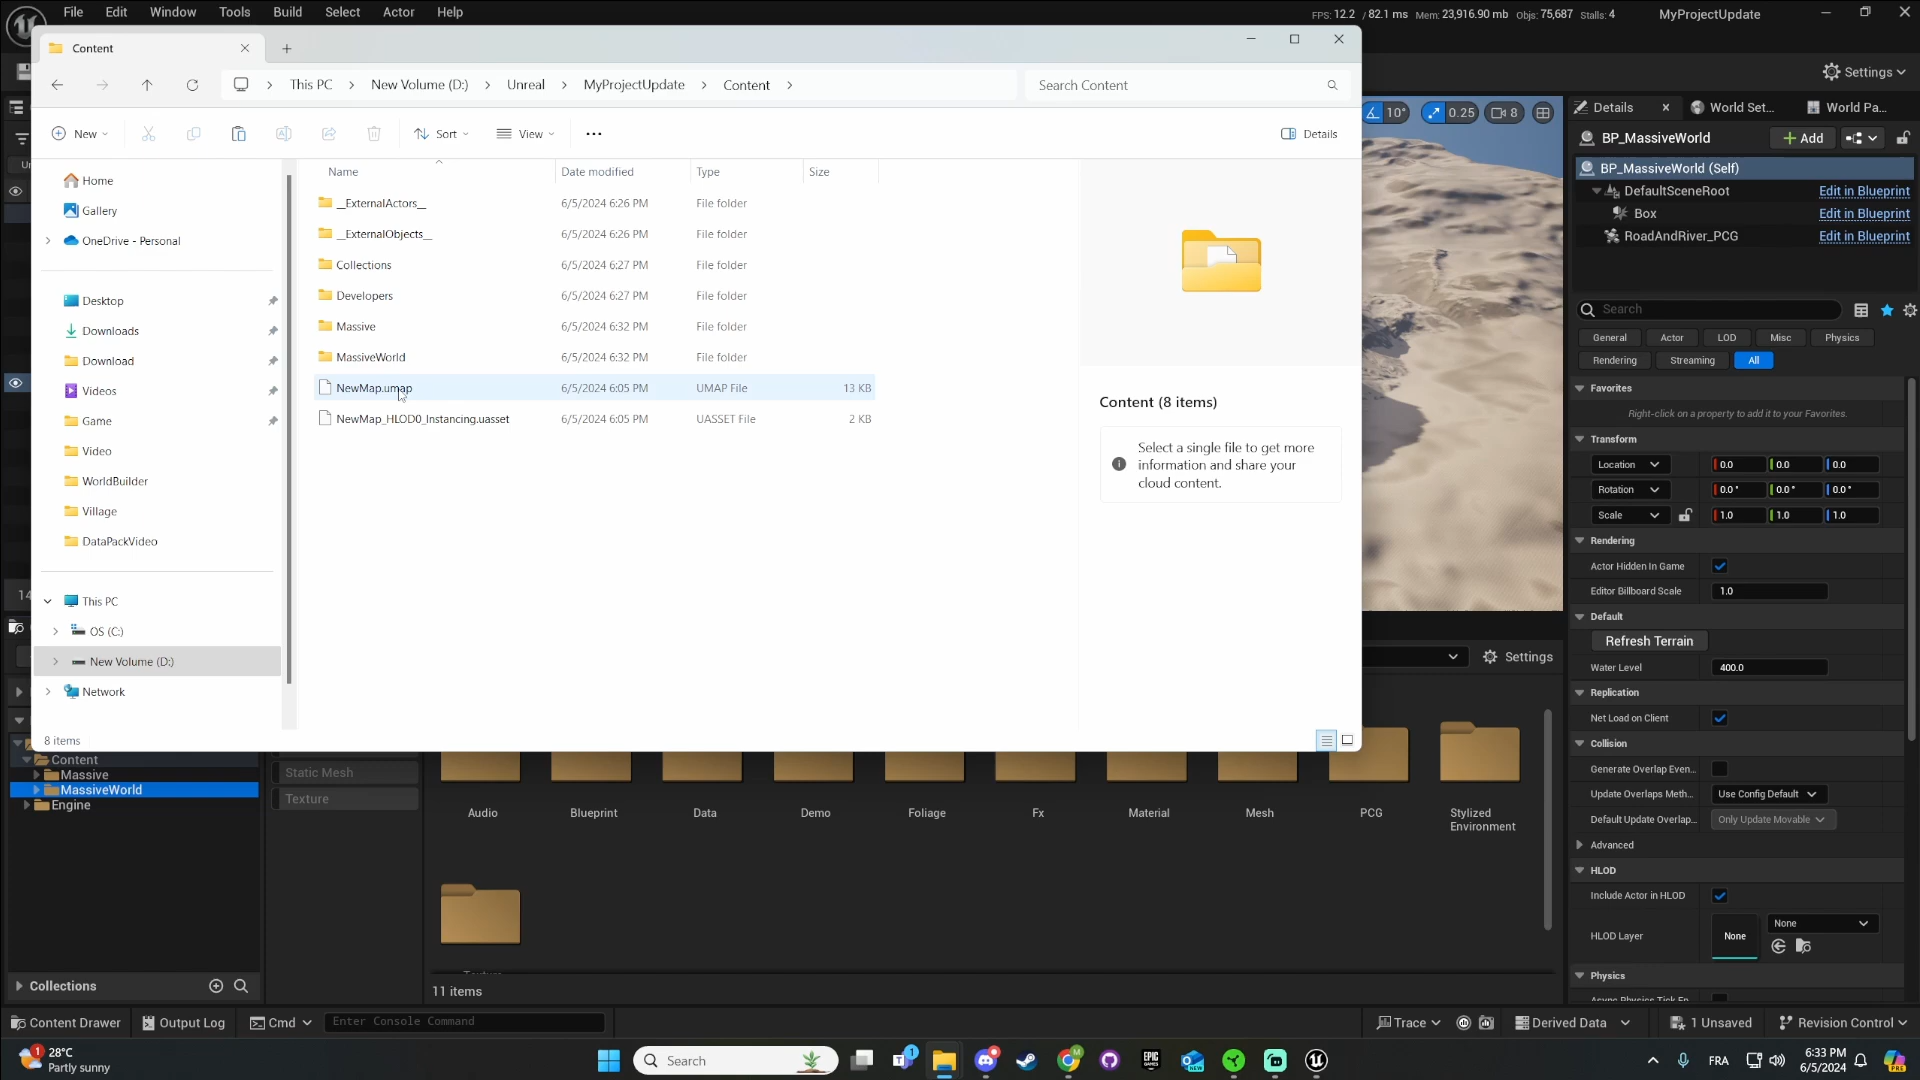 File Edit Window Tools Build Select Actor Help
FPS: 12.2 / 82.1 ms Mem: 23,916.90 mb Objs: 75,687 Stalls: 4
MyProjectUpdate
Content
This PC > New Volume (D:) > Unreal > MyProjectUpdate > Content >
Search Content
New
Sort
View
Details
Home
Gallery
OneDrive - Personal
Desktop
Downloads
Download
Videos
Game
Video
WorldBuilder
Village
DataPackVideo
This PC
OS (C:)
New Volume (D:)
Network
Name Date modified Type Size
__ExternalActors__ 6/5/2024 6:26 PM File folder
__ExternalObjects__ 6/5/2024 6:26 PM File folder
Collections 6/5/2024 6:27 PM File folder
Developers 6/5/2024 6:27 PM File folder
Massive 6/5/2024 6:32 PM File folder
MassiveWorld 6/5/2024 6:32 PM File folder
NewMap.umap 6/5/2024 6:05 PM UMAP File 13 KB
NewMap_HLOD0_Instancing.uasset 6/5/2024 6:05 PM UASSET File 2 KB
Content (8 items)
Select a single file to get more
information and share your
cloud content.
8 items
Settings
10° 0.25 8
Details
World Set...
World Pa...
BP_MassiveWorld
Add
BP_MassiveWorld (Self)
DefaultSceneRoot Edit in Blueprint
Box Edit in Blueprint
RoadAndRiver_PCG Edit in Blueprint
Search
General Actor LOD Misc Physics
Rendering Streaming All
Favorites
Right-click on a property to add it to your Favorites.
Transform
Location 0.0 0.0 0.0
Rotation 0.0° 0.0° 0.0°
Scale 1.0 1.0 1.0
Rendering
Actor Hidden In Game
Editor Billboard Scale 1.0
Default
Refresh Terrain
Water Level 400.0
Replication
Net Load on Client
Collision
Generate Overlap Even...
Update Overlaps Meth... Use Config Default
Default Update Overlap... Only Update Movable
Advanced
HLOD
Include Actor in HLOD
HLOD Layer None None
Physics
Settings
Content
Massive
MassiveWorld
Engine
Collections
Static Mesh
Texture
Audio
Blueprint
Data
Demo
Foliage
Fx
Material
Mesh
PCG
Stylized
Environment
11 items
Content Drawer
Output Log
Cmd
Enter Console Command
Trace
Derived Data
1 Unsaved
Revision Control
1
28°C
Partly sunny
Search
1
EPIC
GAMES
FRA
6:33 PM
6/5/2024